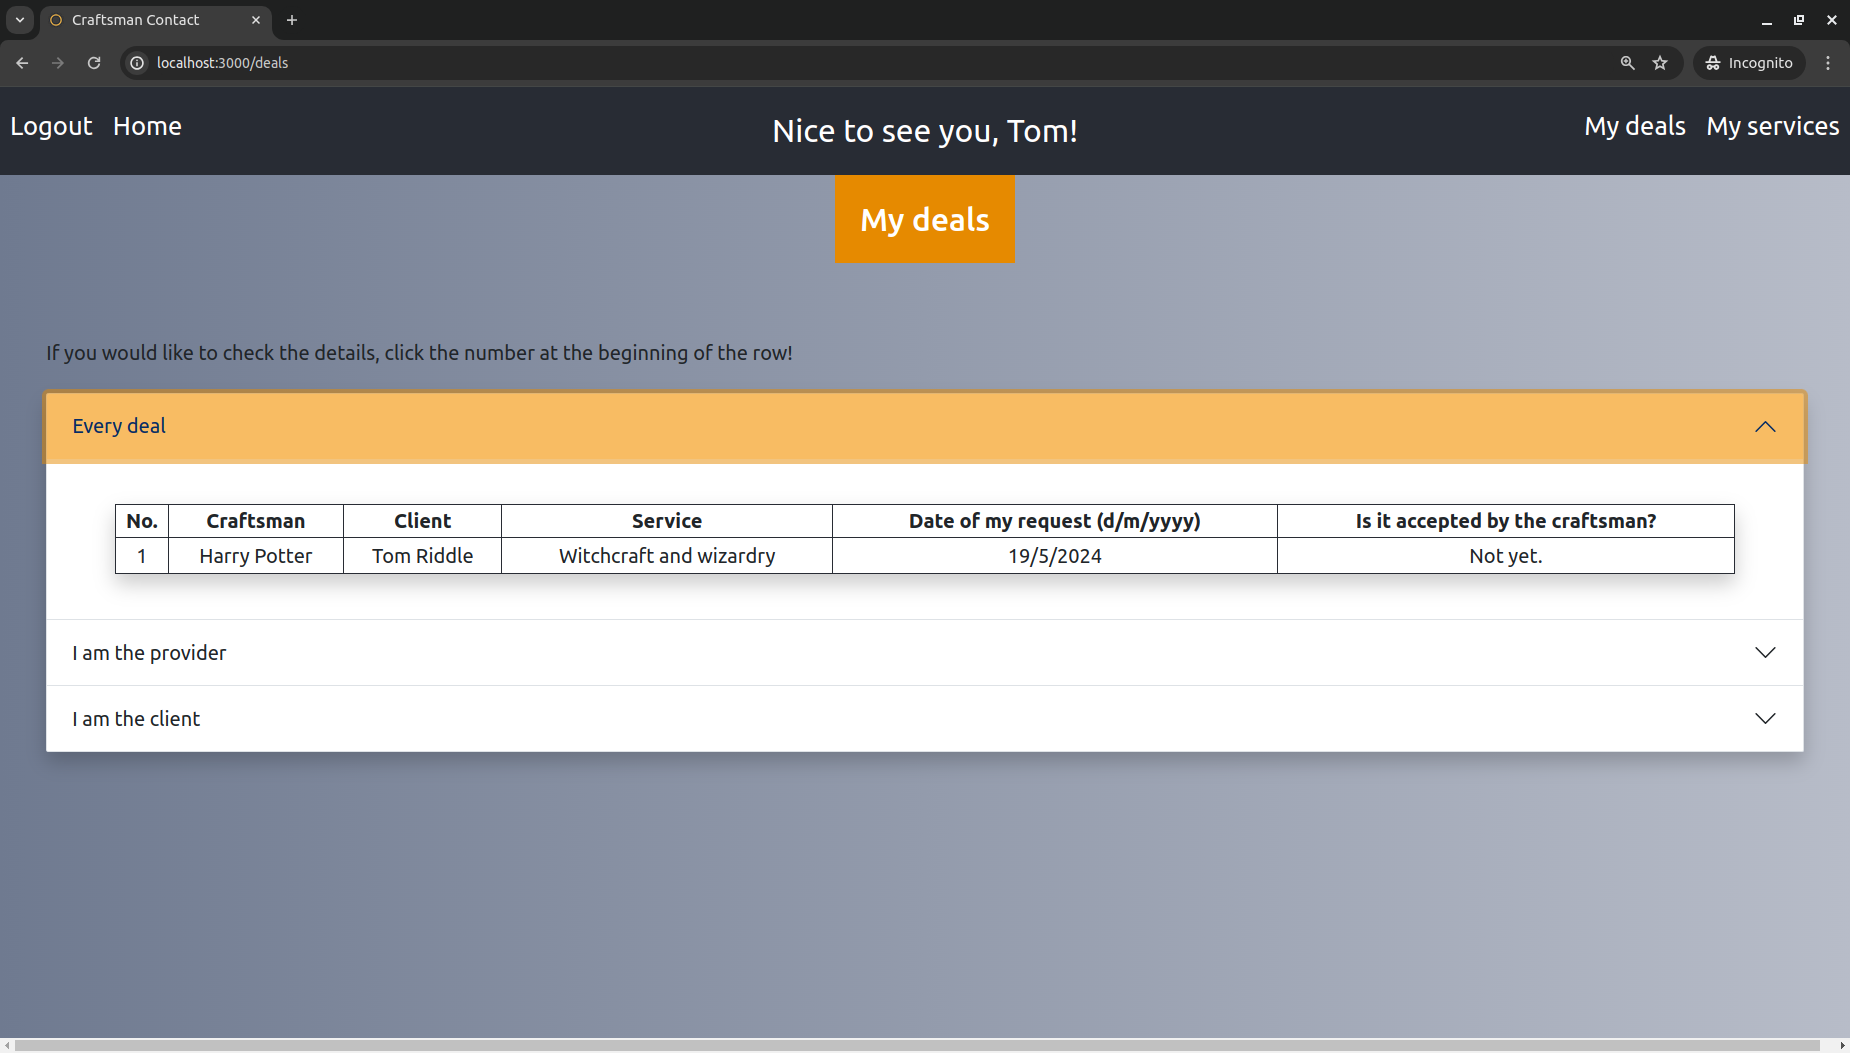 Craftsman Contact
localhost:3000/deals
Incognito
Logout Home Nice to see you, Tom! My deals My services
My deals
If you would like to check the details, click the number at the beginning of the row!
Every deal
No. Craftsman Client Service Date of my request (d/m/yyyy) Is it accepted by the craftsman?
1 Harry Potter Tom Riddle Witchcraft and wizardry 19/5/2024 Not yet.
I am the provider
I am the client